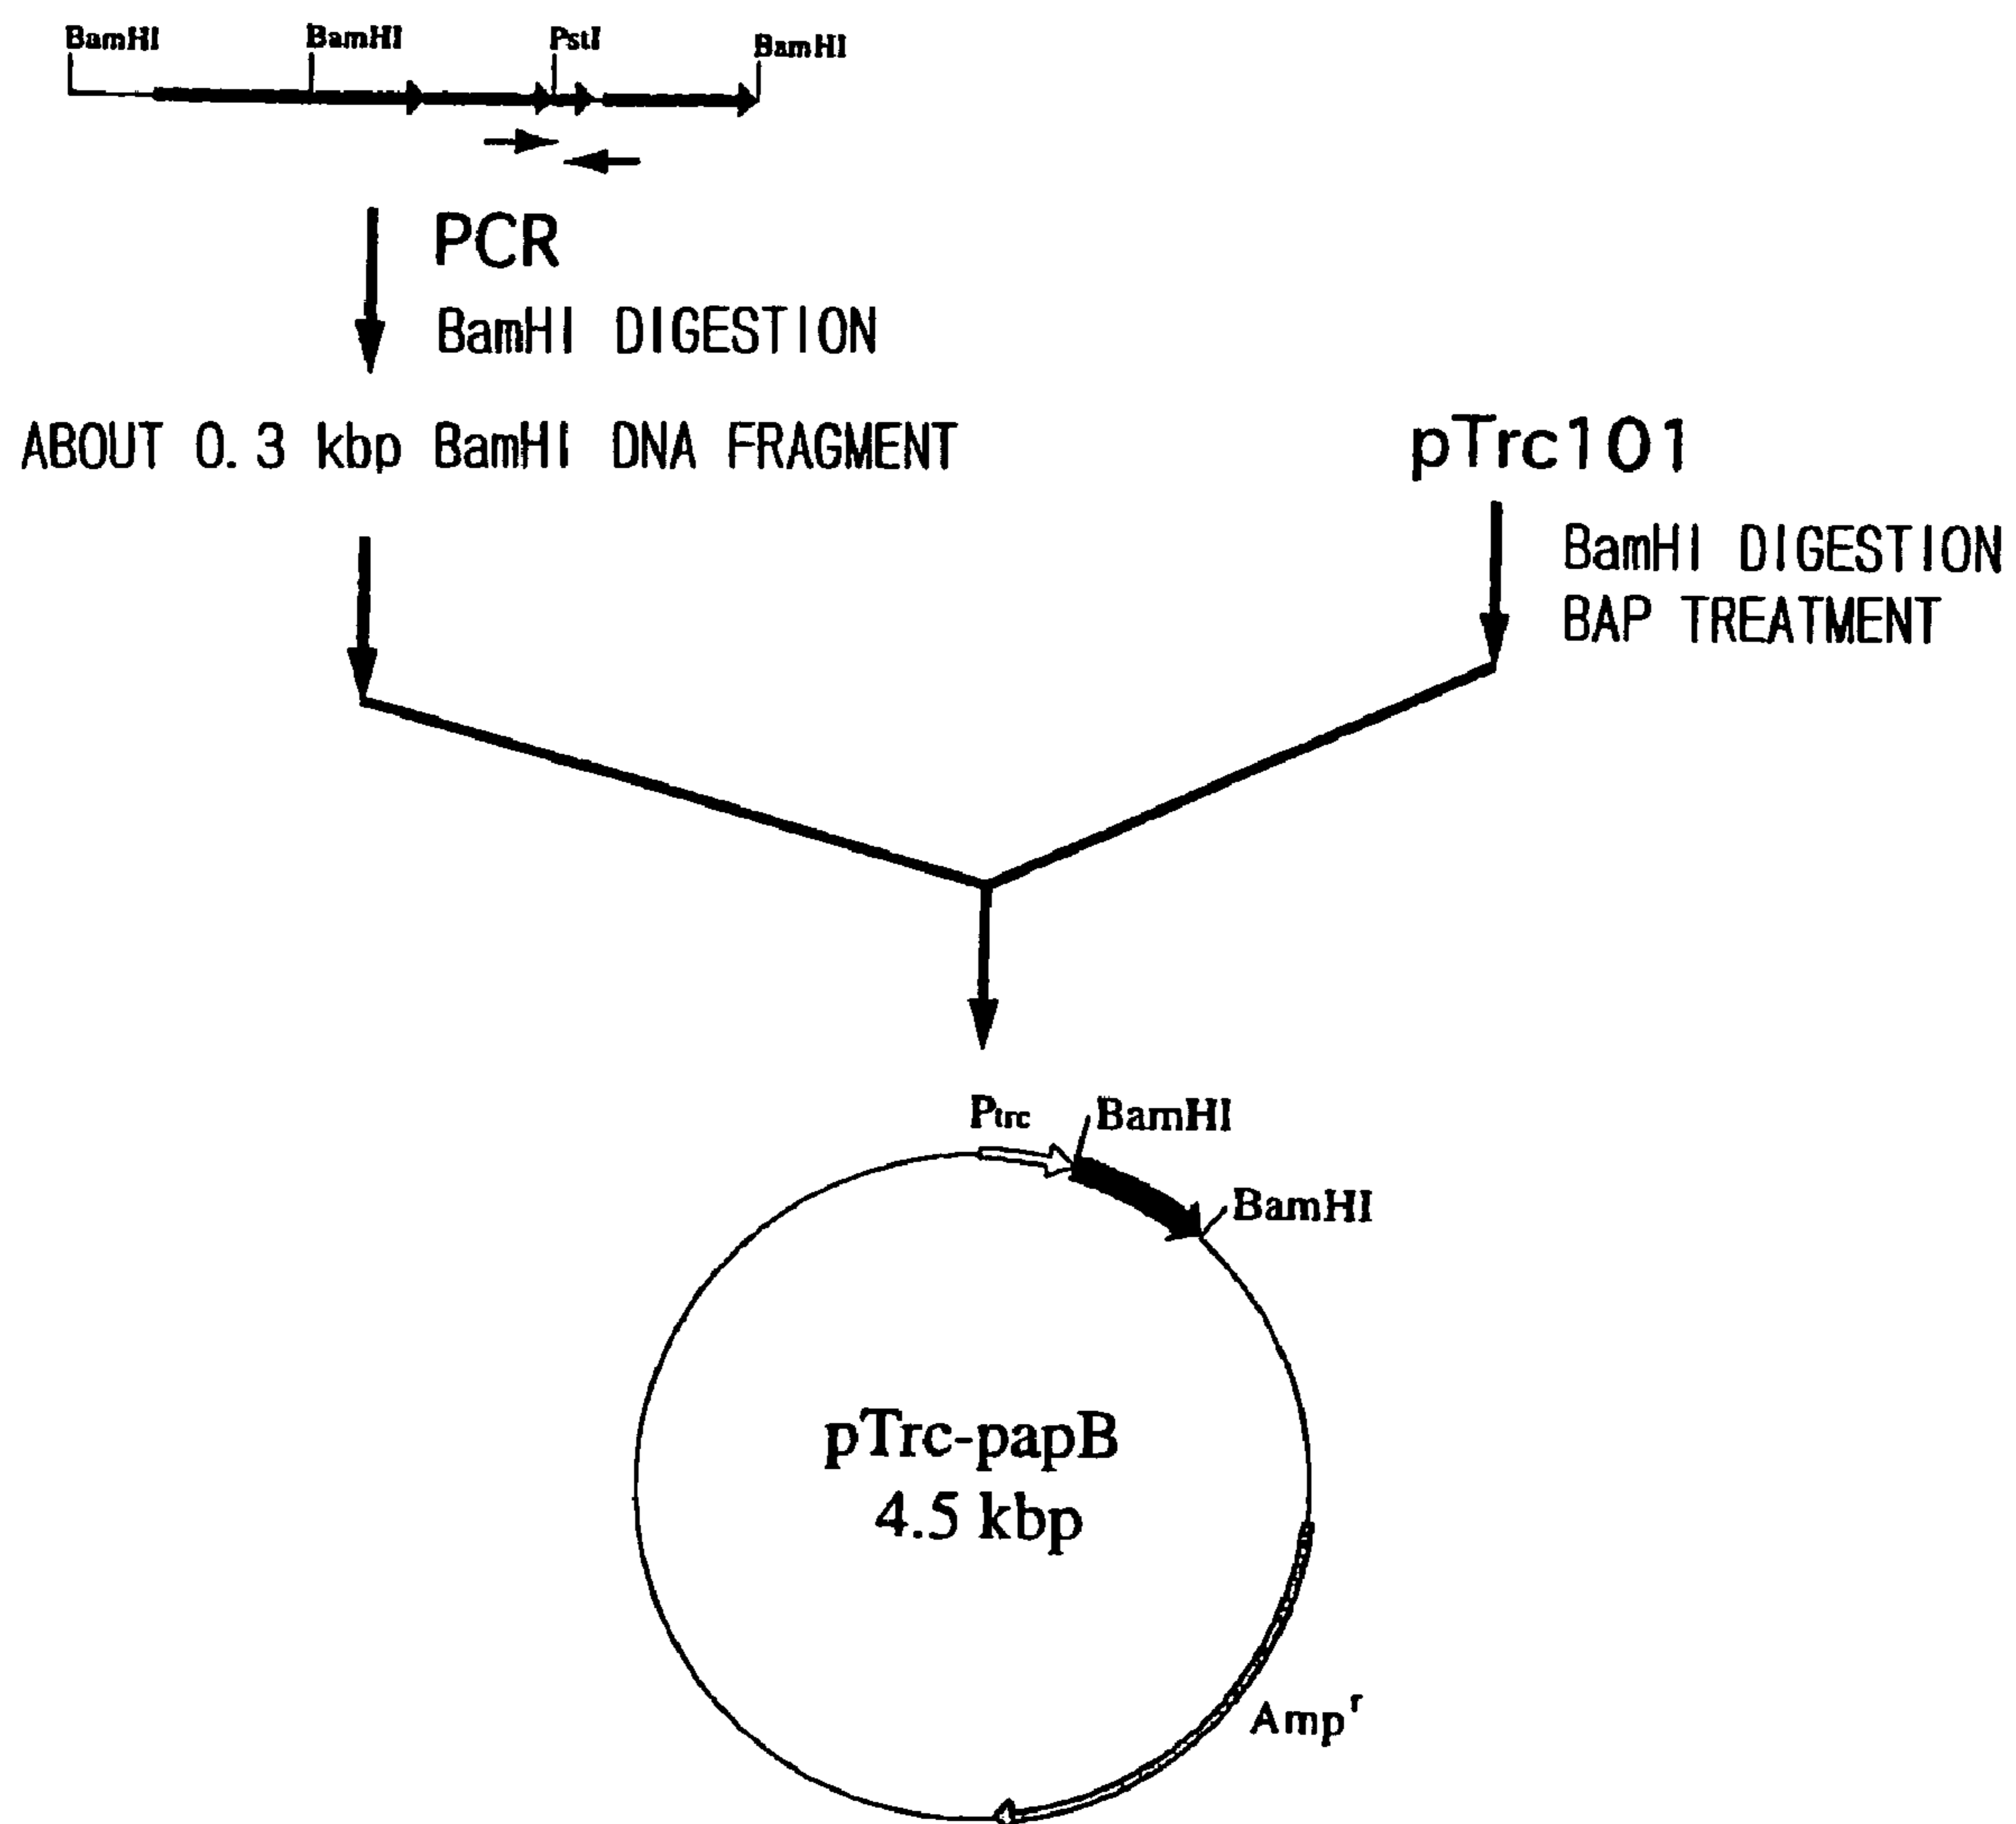 BamHI BamHI PstI BamHI
PCR
BamHI DIGESTION
ABOUT 0.3 kbp BamHI DNA FRAGMENT
pTrc101
BamHI DIGESTION
BAP TREATMENT
Ptrc
BamHI
BamHI
pTrc-papB
4.5 kbp
Amp^r